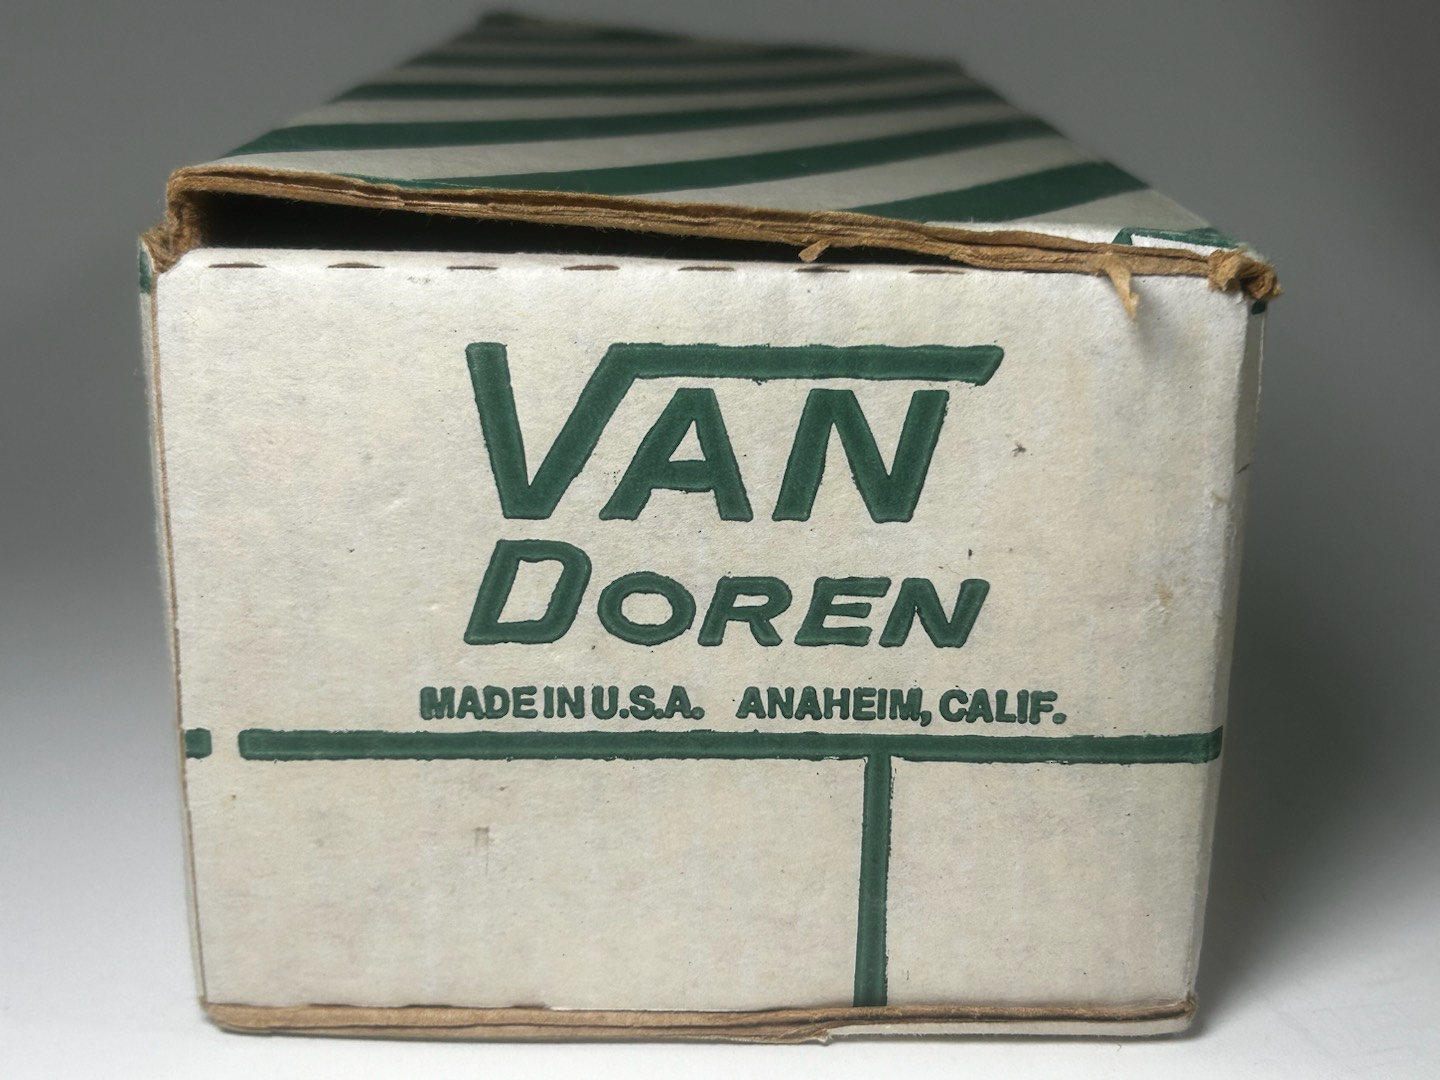 VAN
DOREN
MADE IN U.S.A. ANAHEIM, CALIF.